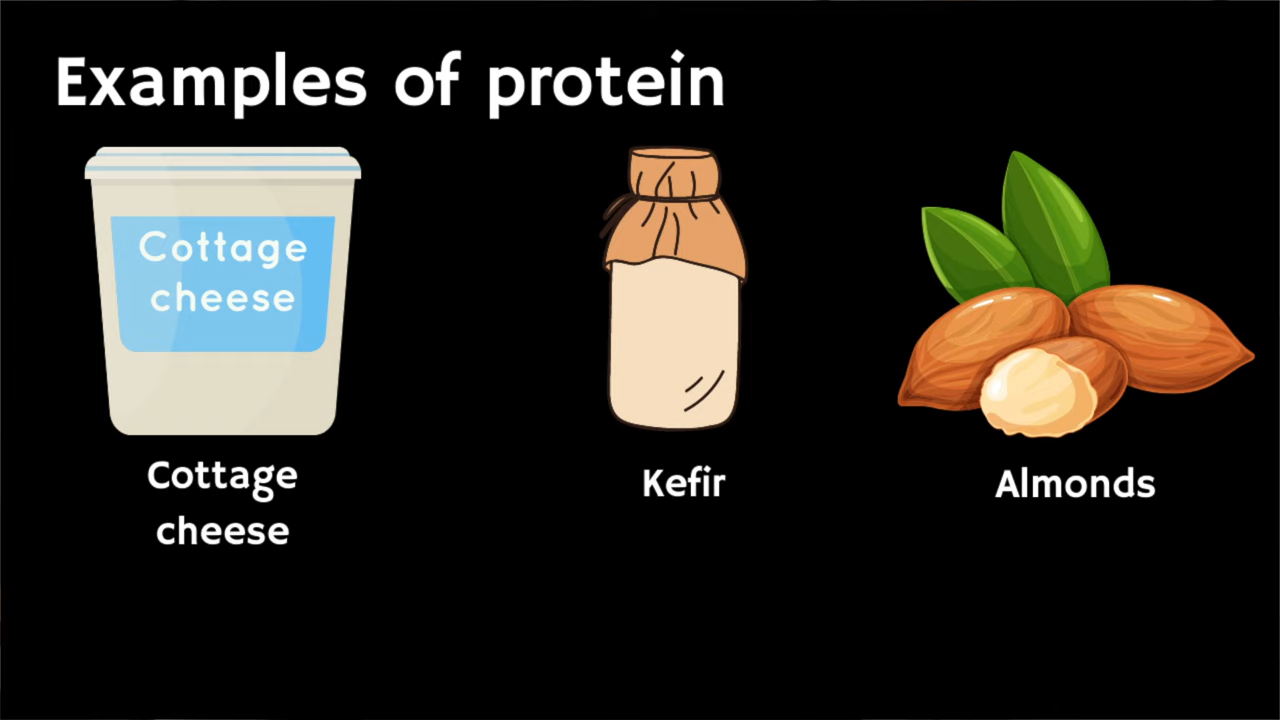 Examples of protein
Cottage
cheese
Cottage
cheese
Kefir
Almonds